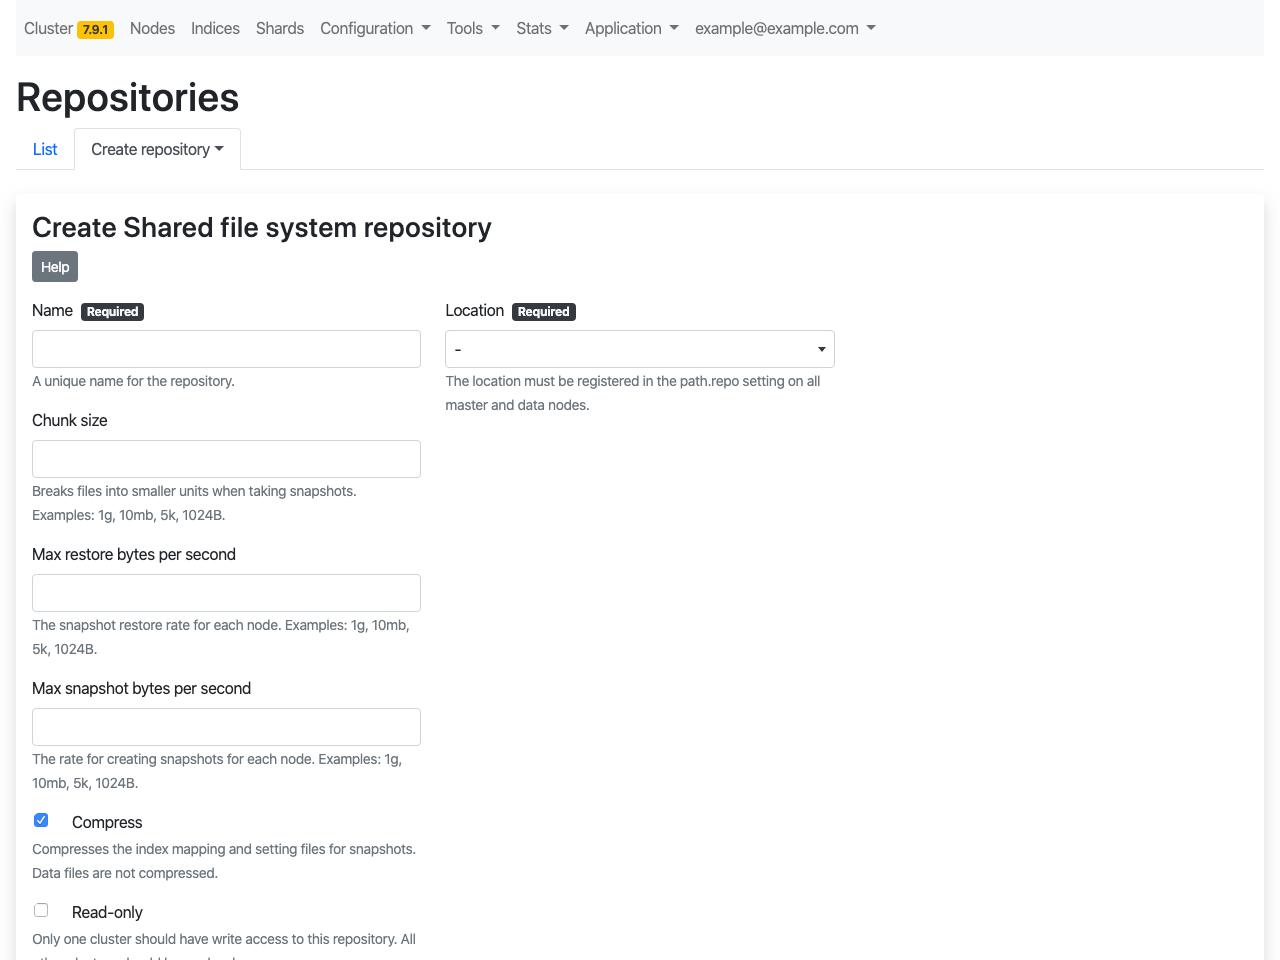 Cluster 7.9.1 Nodes Indices Shards Configuration Tools Stats Application example@example.com
Repositories
List Create repository
Create Shared file system repository
Help
Name Required
A unique name for the repository.
Location Required
-
The location must be registered in the path.repo setting on all
master and data nodes.
Chunk size
Breaks files into smaller units when taking snapshots.
Examples: 1g, 10mb, 5k, 1024B.
Max restore bytes per second
The snapshot restore rate for each node. Examples: 1g, 10mb,
5k, 1024B.
Max snapshot bytes per second
The rate for creating snapshots for each node. Examples: 1g,
10mb, 5k, 1024B.
Compress
Compresses the index mapping and setting files for snapshots.
Data files are not compressed.
Read-only
Only one cluster should have write access to this repository. All